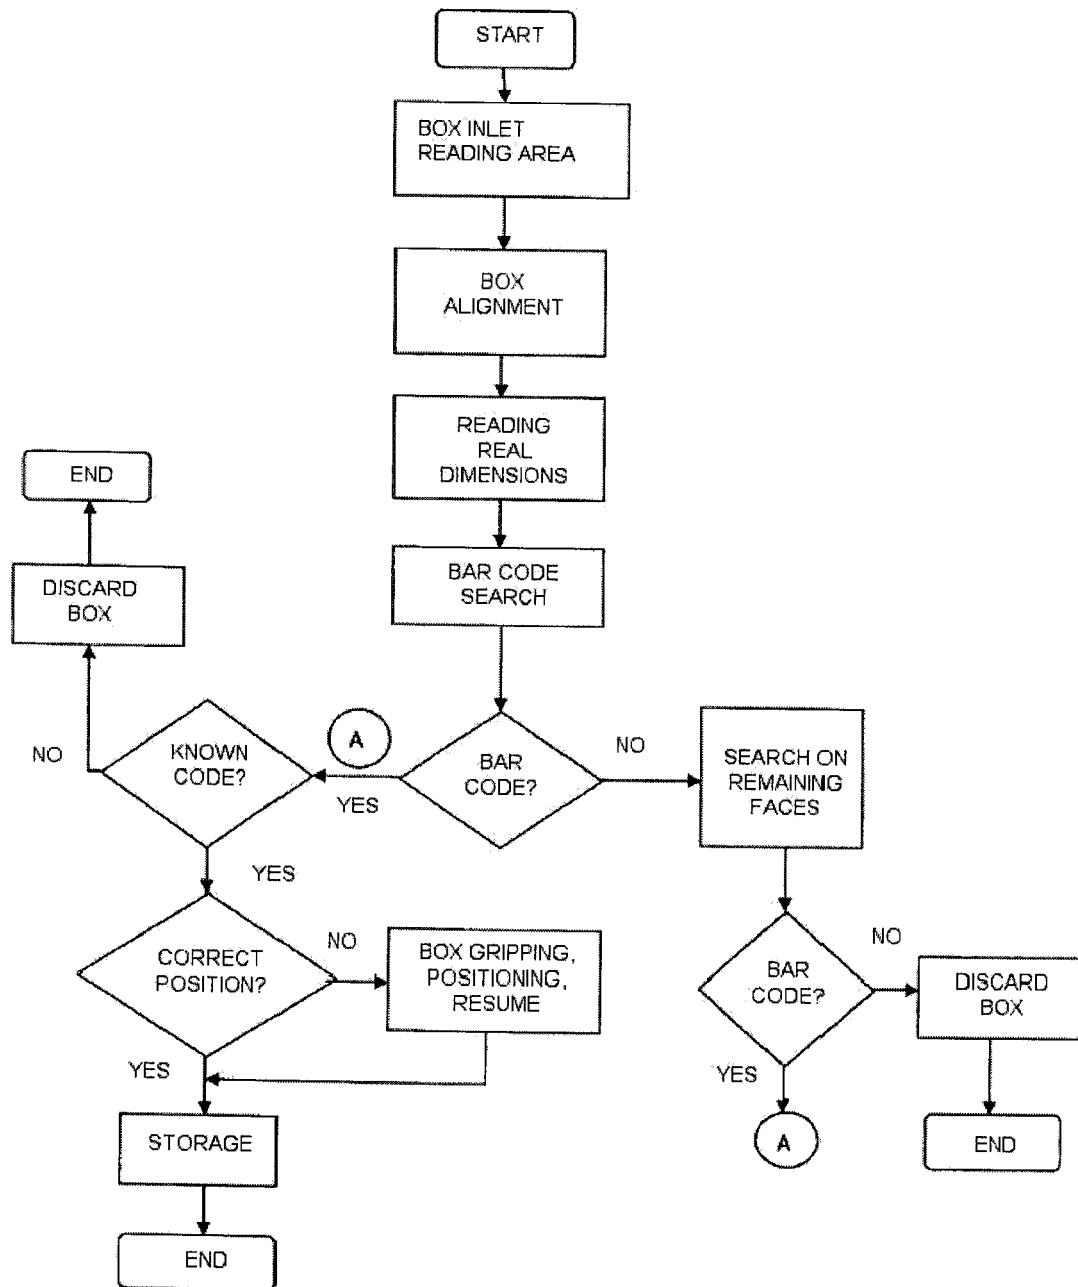 START
BOX INLET
READING AREA
BOX
ALIGNMENT
READING
REAL
DIMENSIONS
END
BAR CODE
SEARCH
DISCARD
BOX
KNOWN
CODE?
NO
A
YES
BAR
CODE?
NO
SEARCH ON
REMAINING
FACES
YES
CORRECT
POSITION?
NO
BOX GRIPPING,
POSITIONING,
RESUME
BAR
CODE?
NO
DISCARD
BOX
YES
YES
STORAGE
A
END
END